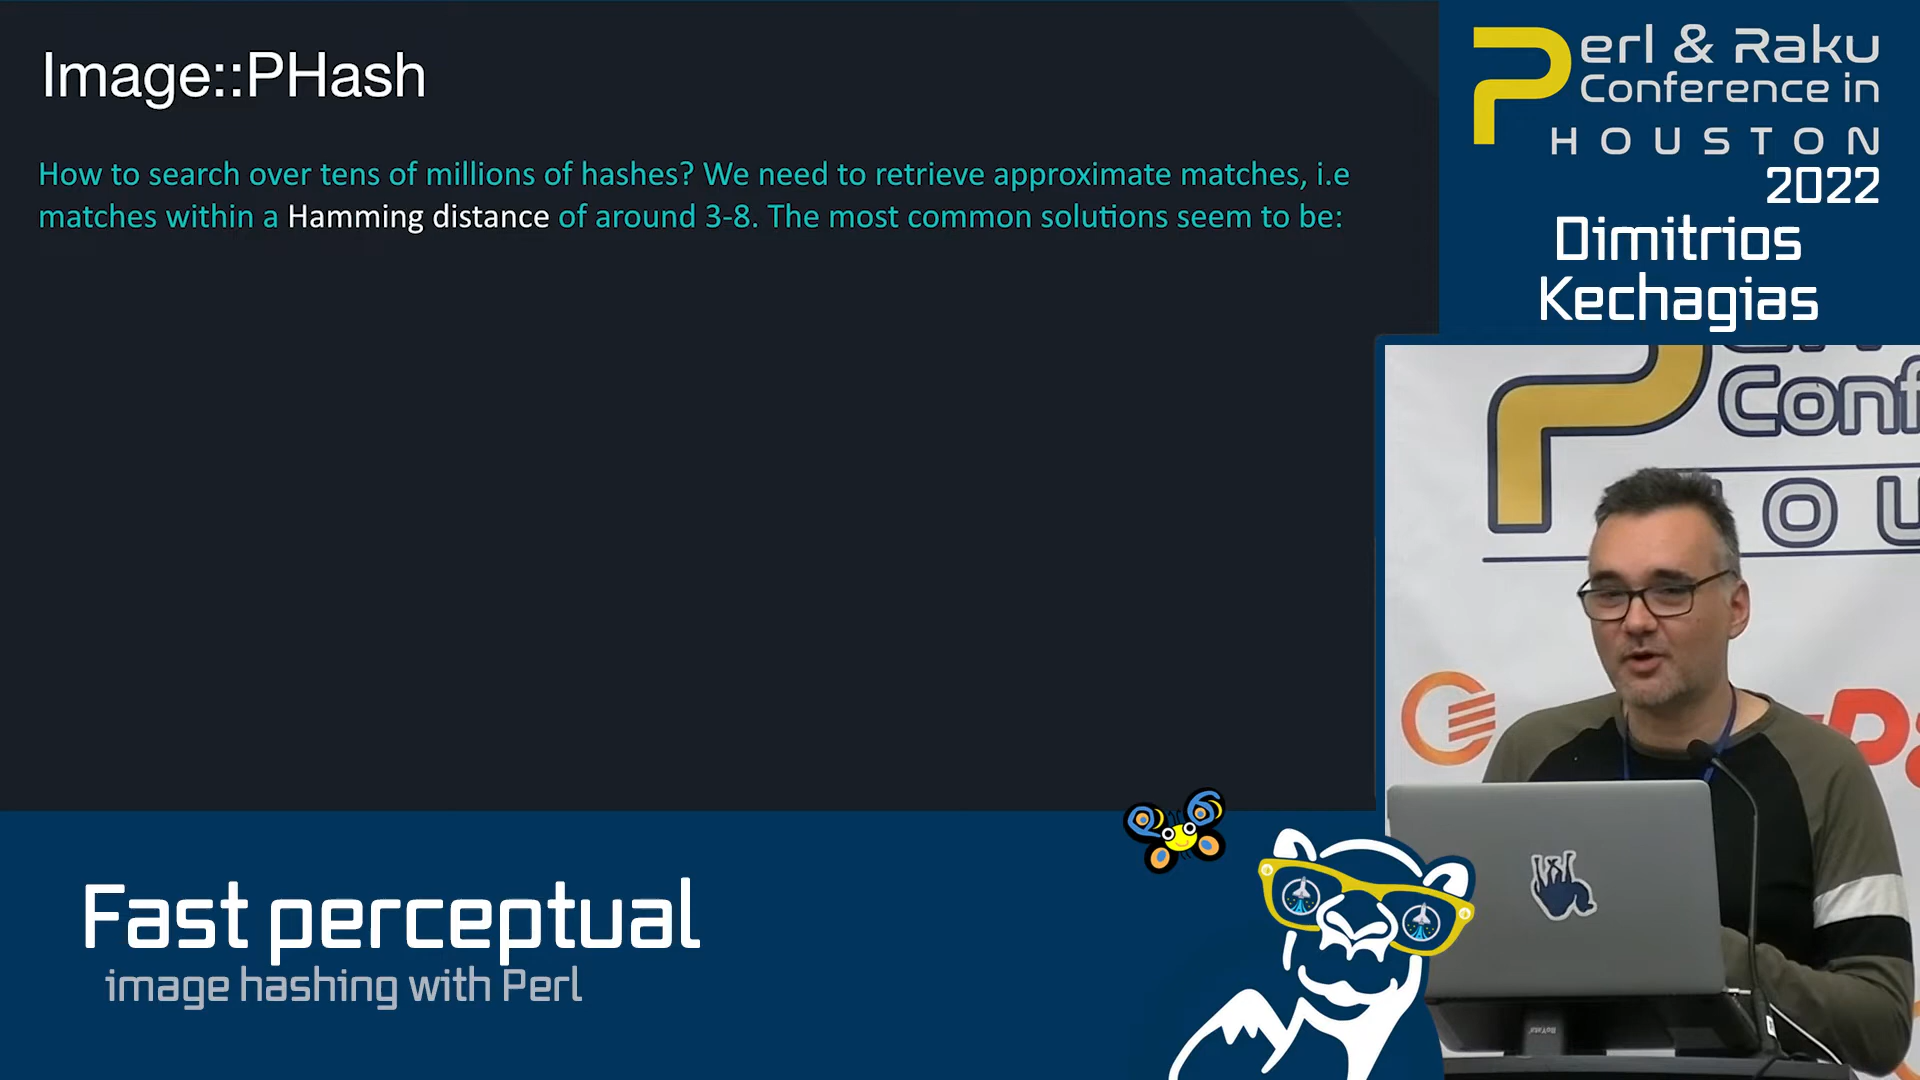 Image::PHash
How to search over tens of millions of hashes? We need to retrieve approximate matches, i.e
matches within a Hamming distance of around 3-8. The most common solutions seem to be:
Perl & Raku
Conference in
HOUSTON
2022
Dimitrios
Kechagias
Conf
OU
Fast perceptual
image hashing with Perl